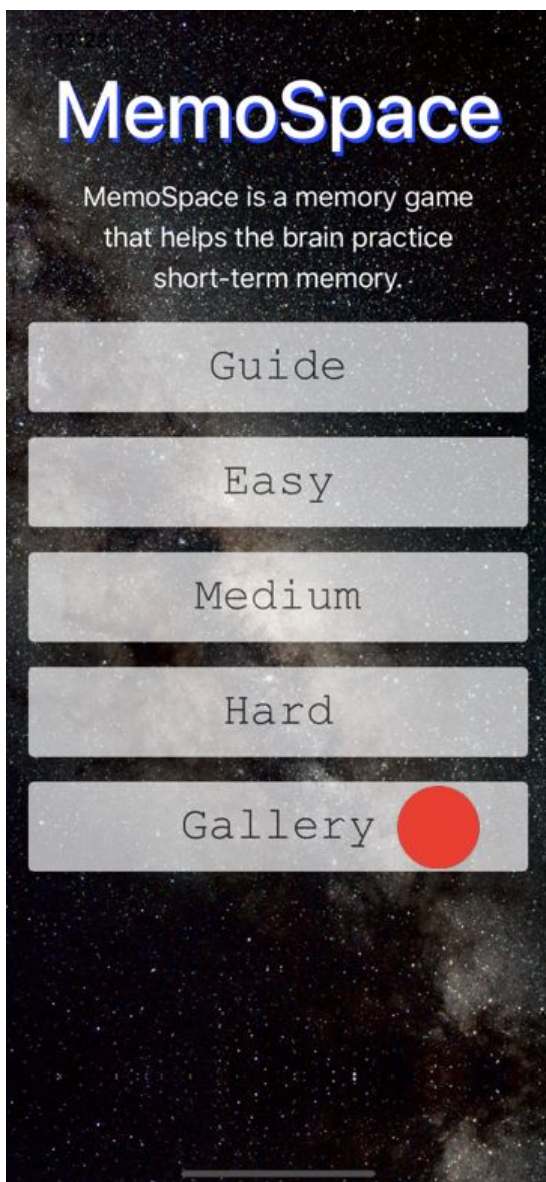 MemoSpace
MemoSpace is a memory game
that helps the brain practice
short-term memory.
Guide
Easy
Medium
Hard
Gallery